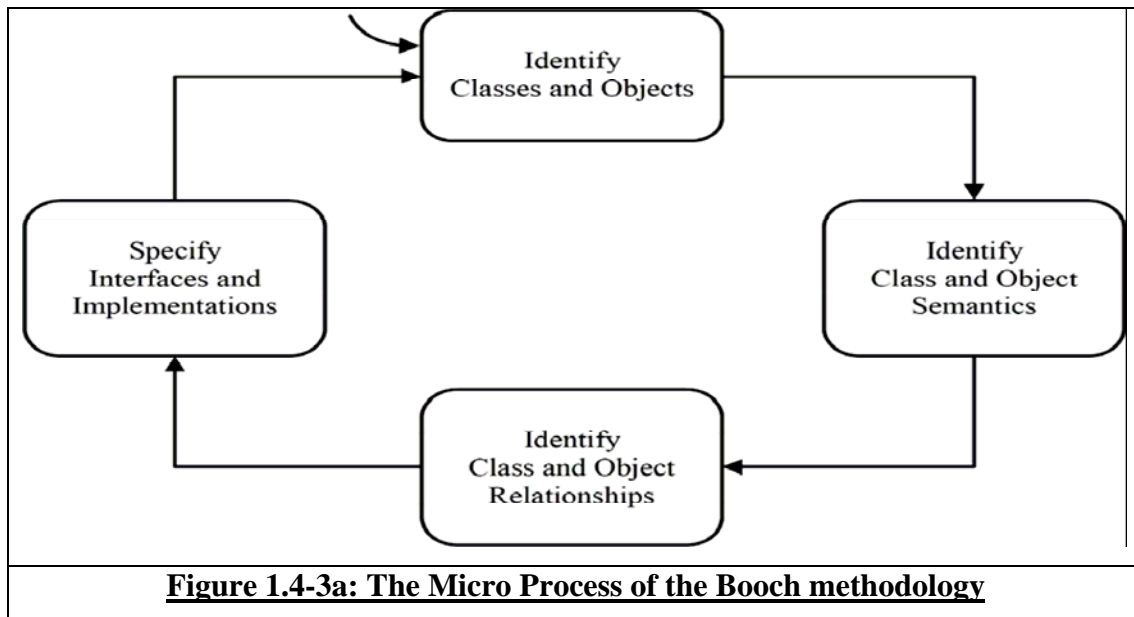 Identify
Classes and Objects
Identify
Class and Object
Semantics
Identify
Class and Object
Relationships
Specify
Interfaces and
Implementations
Figure 1.4-3a: The Micro Process of the Booch methodology